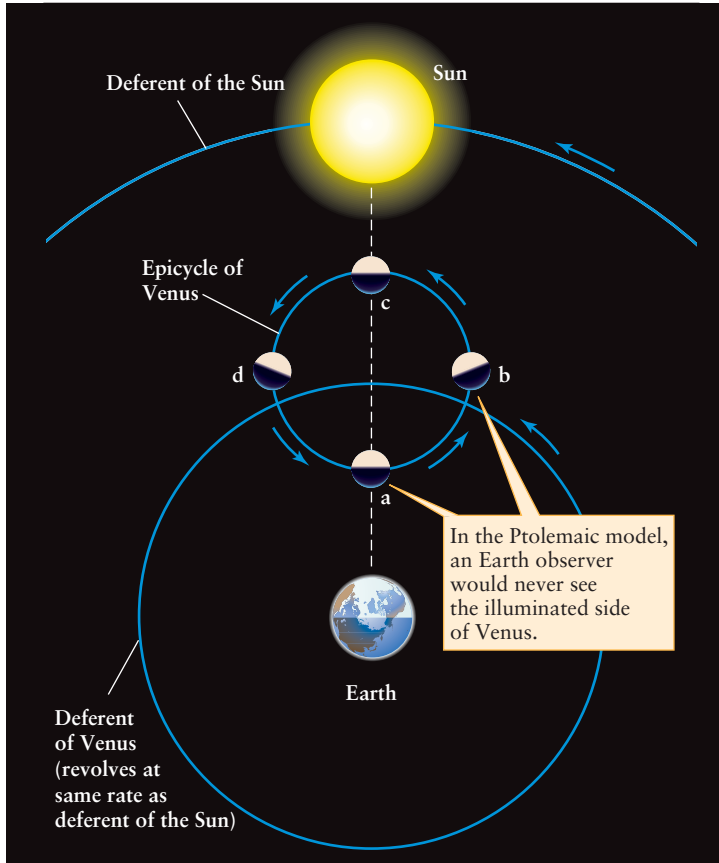 Sun
Deferent of the Sun
Epicycle of
Venus
c
d
b
a
In the Ptolemaic model,
an Earth observer
would never see
the illuminated side
of Venus.
Earth
Deferent
of Venus
(revolves at
same rate as
deferent of the Sun)